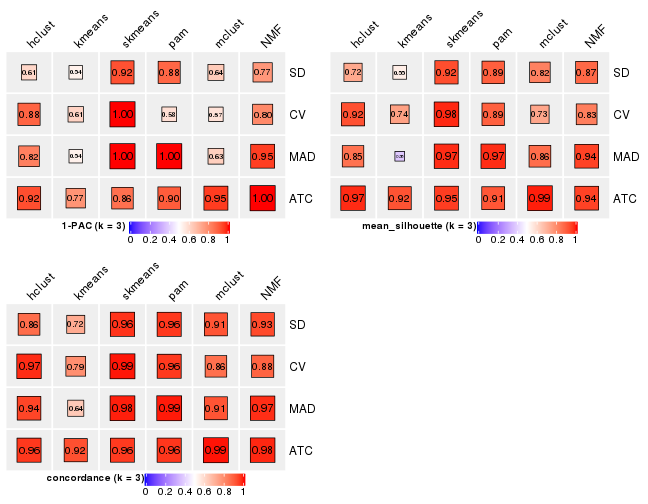 hclust kmeans skmeans pam mclust NMF
0.61 0.54 0.92 0.88 0.64 0.77 SD
0.88 0.61 1.00 0.58 0.57 0.80 CV
0.82 0.54 1.00 1.00 0.63 0.95 MAD
0.92 0.77 0.86 0.90 0.95 1.00 ATC
1-PAC (k = 3)
0 0.2 0.4 0.6 0.8 1
hclust kmeans skmeans pam mclust NMF
0.72 0.55 0.92 0.89 0.82 0.87 SD
0.92 0.74 0.98 0.89 0.73 0.83 CV
0.85 0.97 0.97 0.86 0.94 MAD
0.97 0.92 0.95 0.91 0.99 0.94 ATC
mean_silhouette (k = 3)
0 0.2 0.4 0.6 0.8 1
hclust kmeans skmeans pam mclust NMF
0.86 0.72 0.96 0.95 0.91 0.93 SD
0.97 0.79 0.99 0.96 0.86 0.88 CV
0.94 0.64 0.98 0.99 0.91 0.97 MAD
0.96 0.92 0.96 0.96 0.99 0.98 ATC
concordance (k = 3)
0 0.2 0.4 0.6 0.8 1